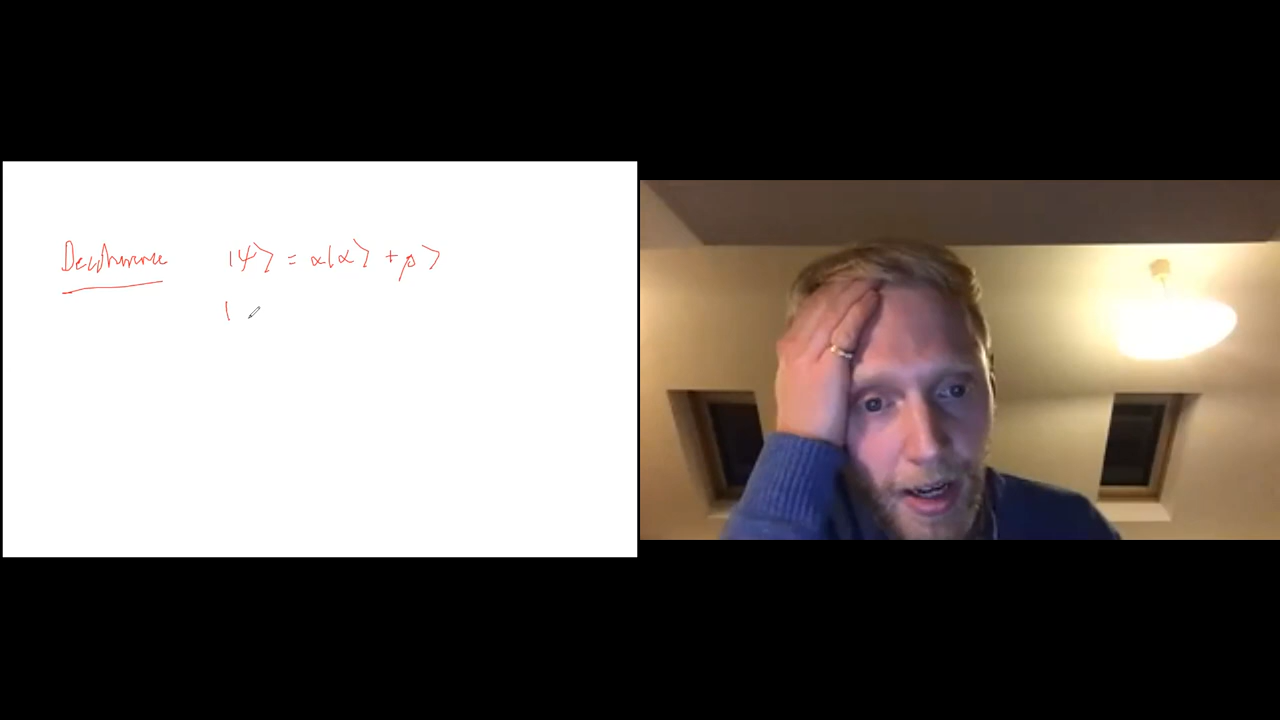 Decoherence |ψ⟩ = α|α⟩ + β⟩
|